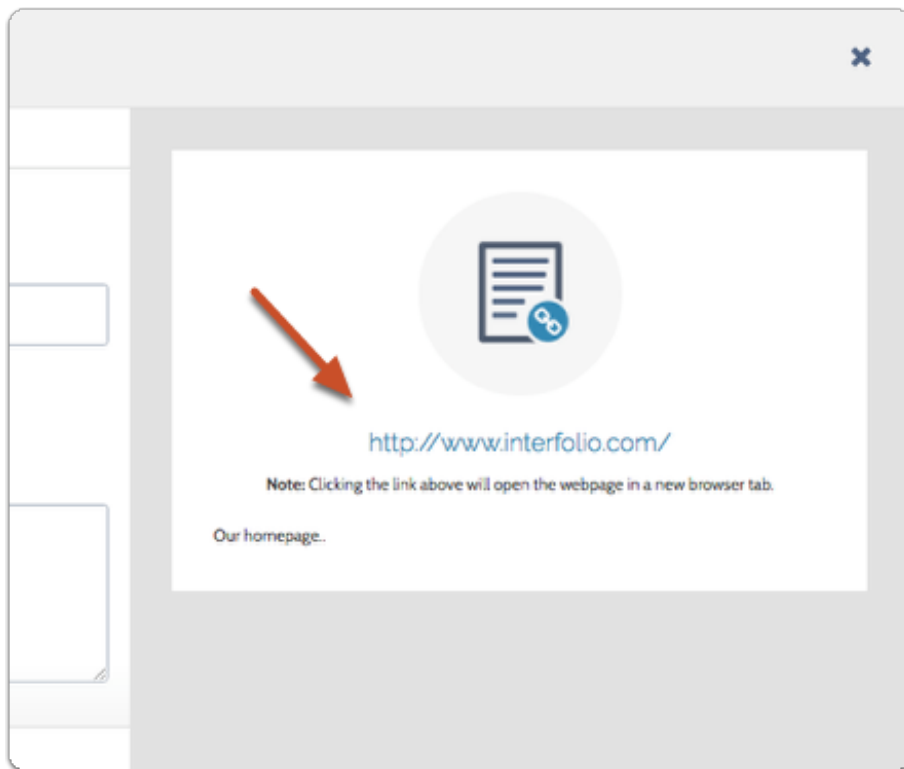 http://www.interfolio.com/
Note: Clicking the link above will open the webpage in a new browser tab.
Our homepage..